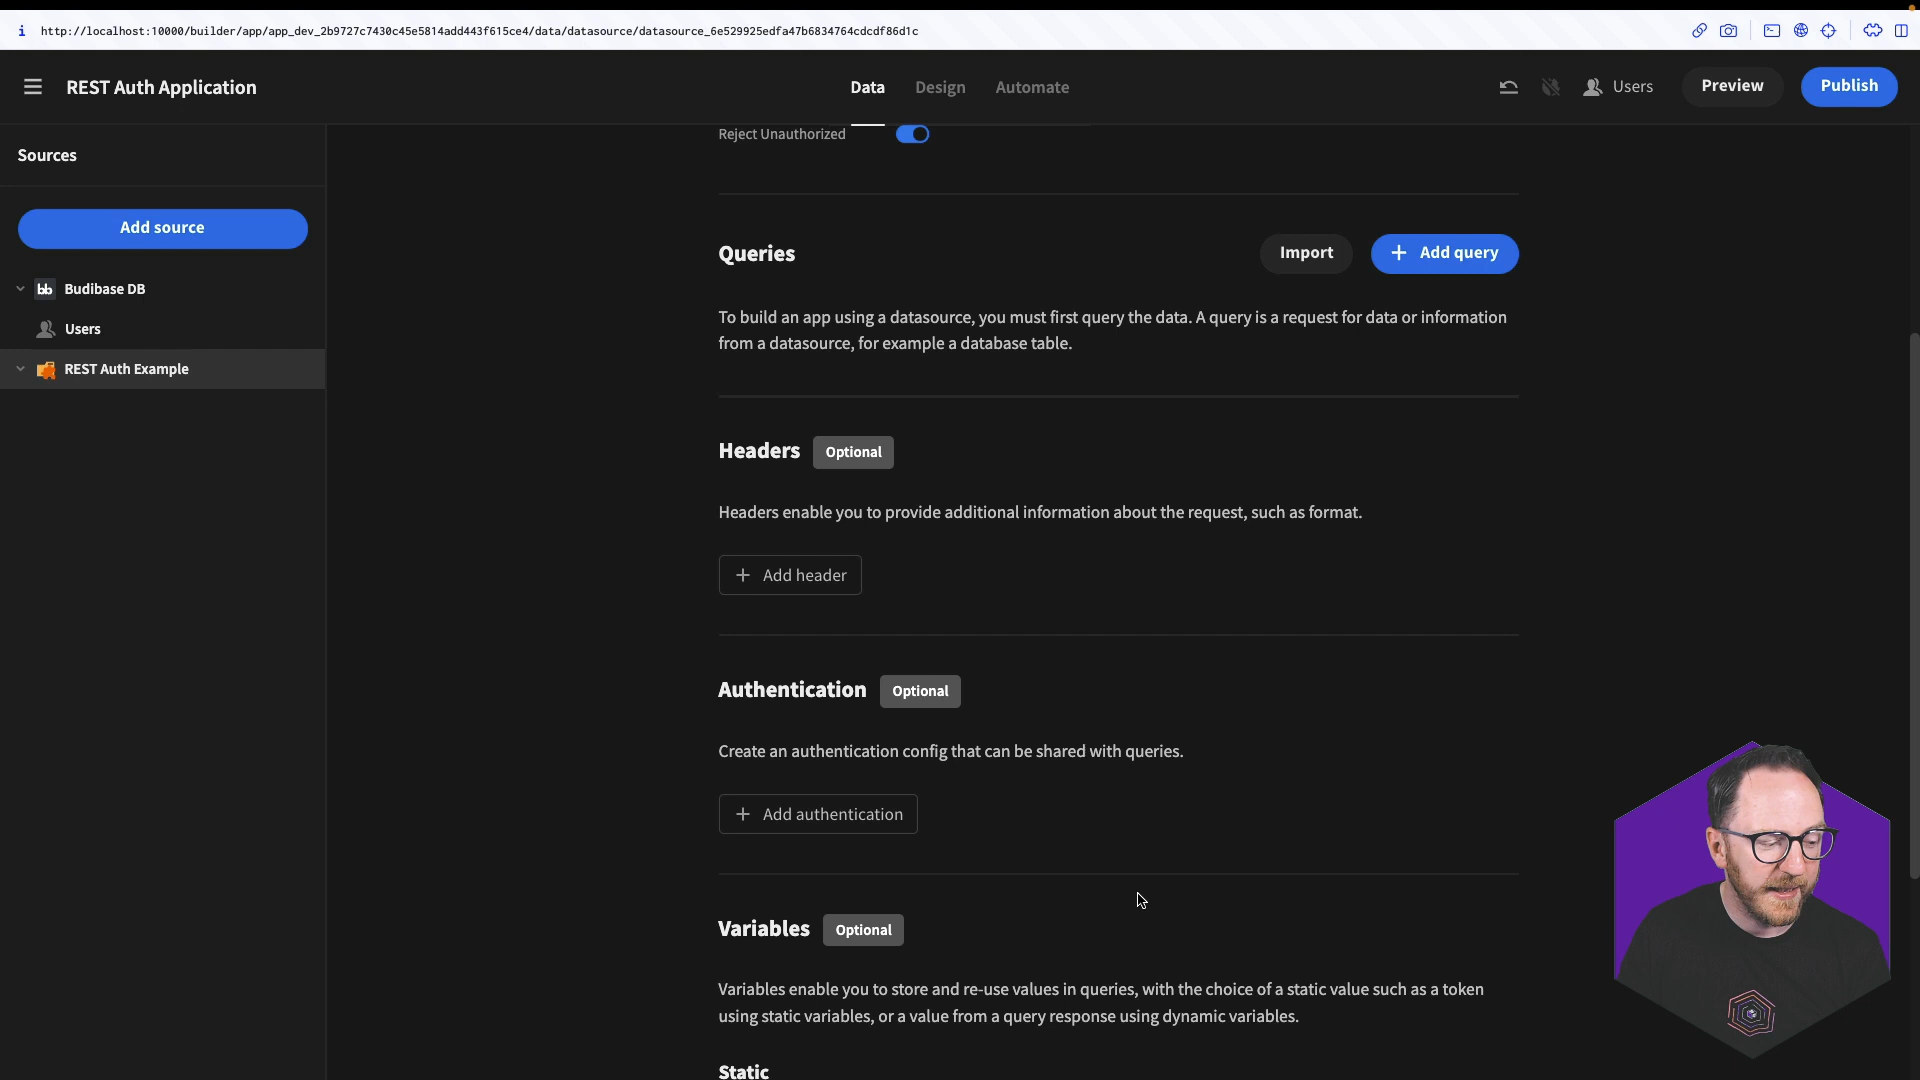 http://localhost:10000/builder/app/app_dev_2b9727c7430c45e5814add443f615ce4/data/datasource/datasource_6e529925edfa47b6834764cdcdf86d1c
REST Auth Application
Data
Design
Automate
Users
Preview
Publish
Sources
Add source
bb Budibase DB
Users
REST Auth Example
Reject Unauthorized
Queries
Import
+ Add query
To build an app using a datasource, you must first query the data. A query is a request for data or information
from a datasource, for example a database table.
Headers Optional
Headers enable you to provide additional information about the request, such as format.
+ Add header
Authentication Optional
Create an authentication config that can be shared with queries.
+ Add authentication
Variables Optional
Variables enable you to store and re-use values in queries, with the choice of a static value such as a token
using static variables, or a value from a query response using dynamic variables.
Static